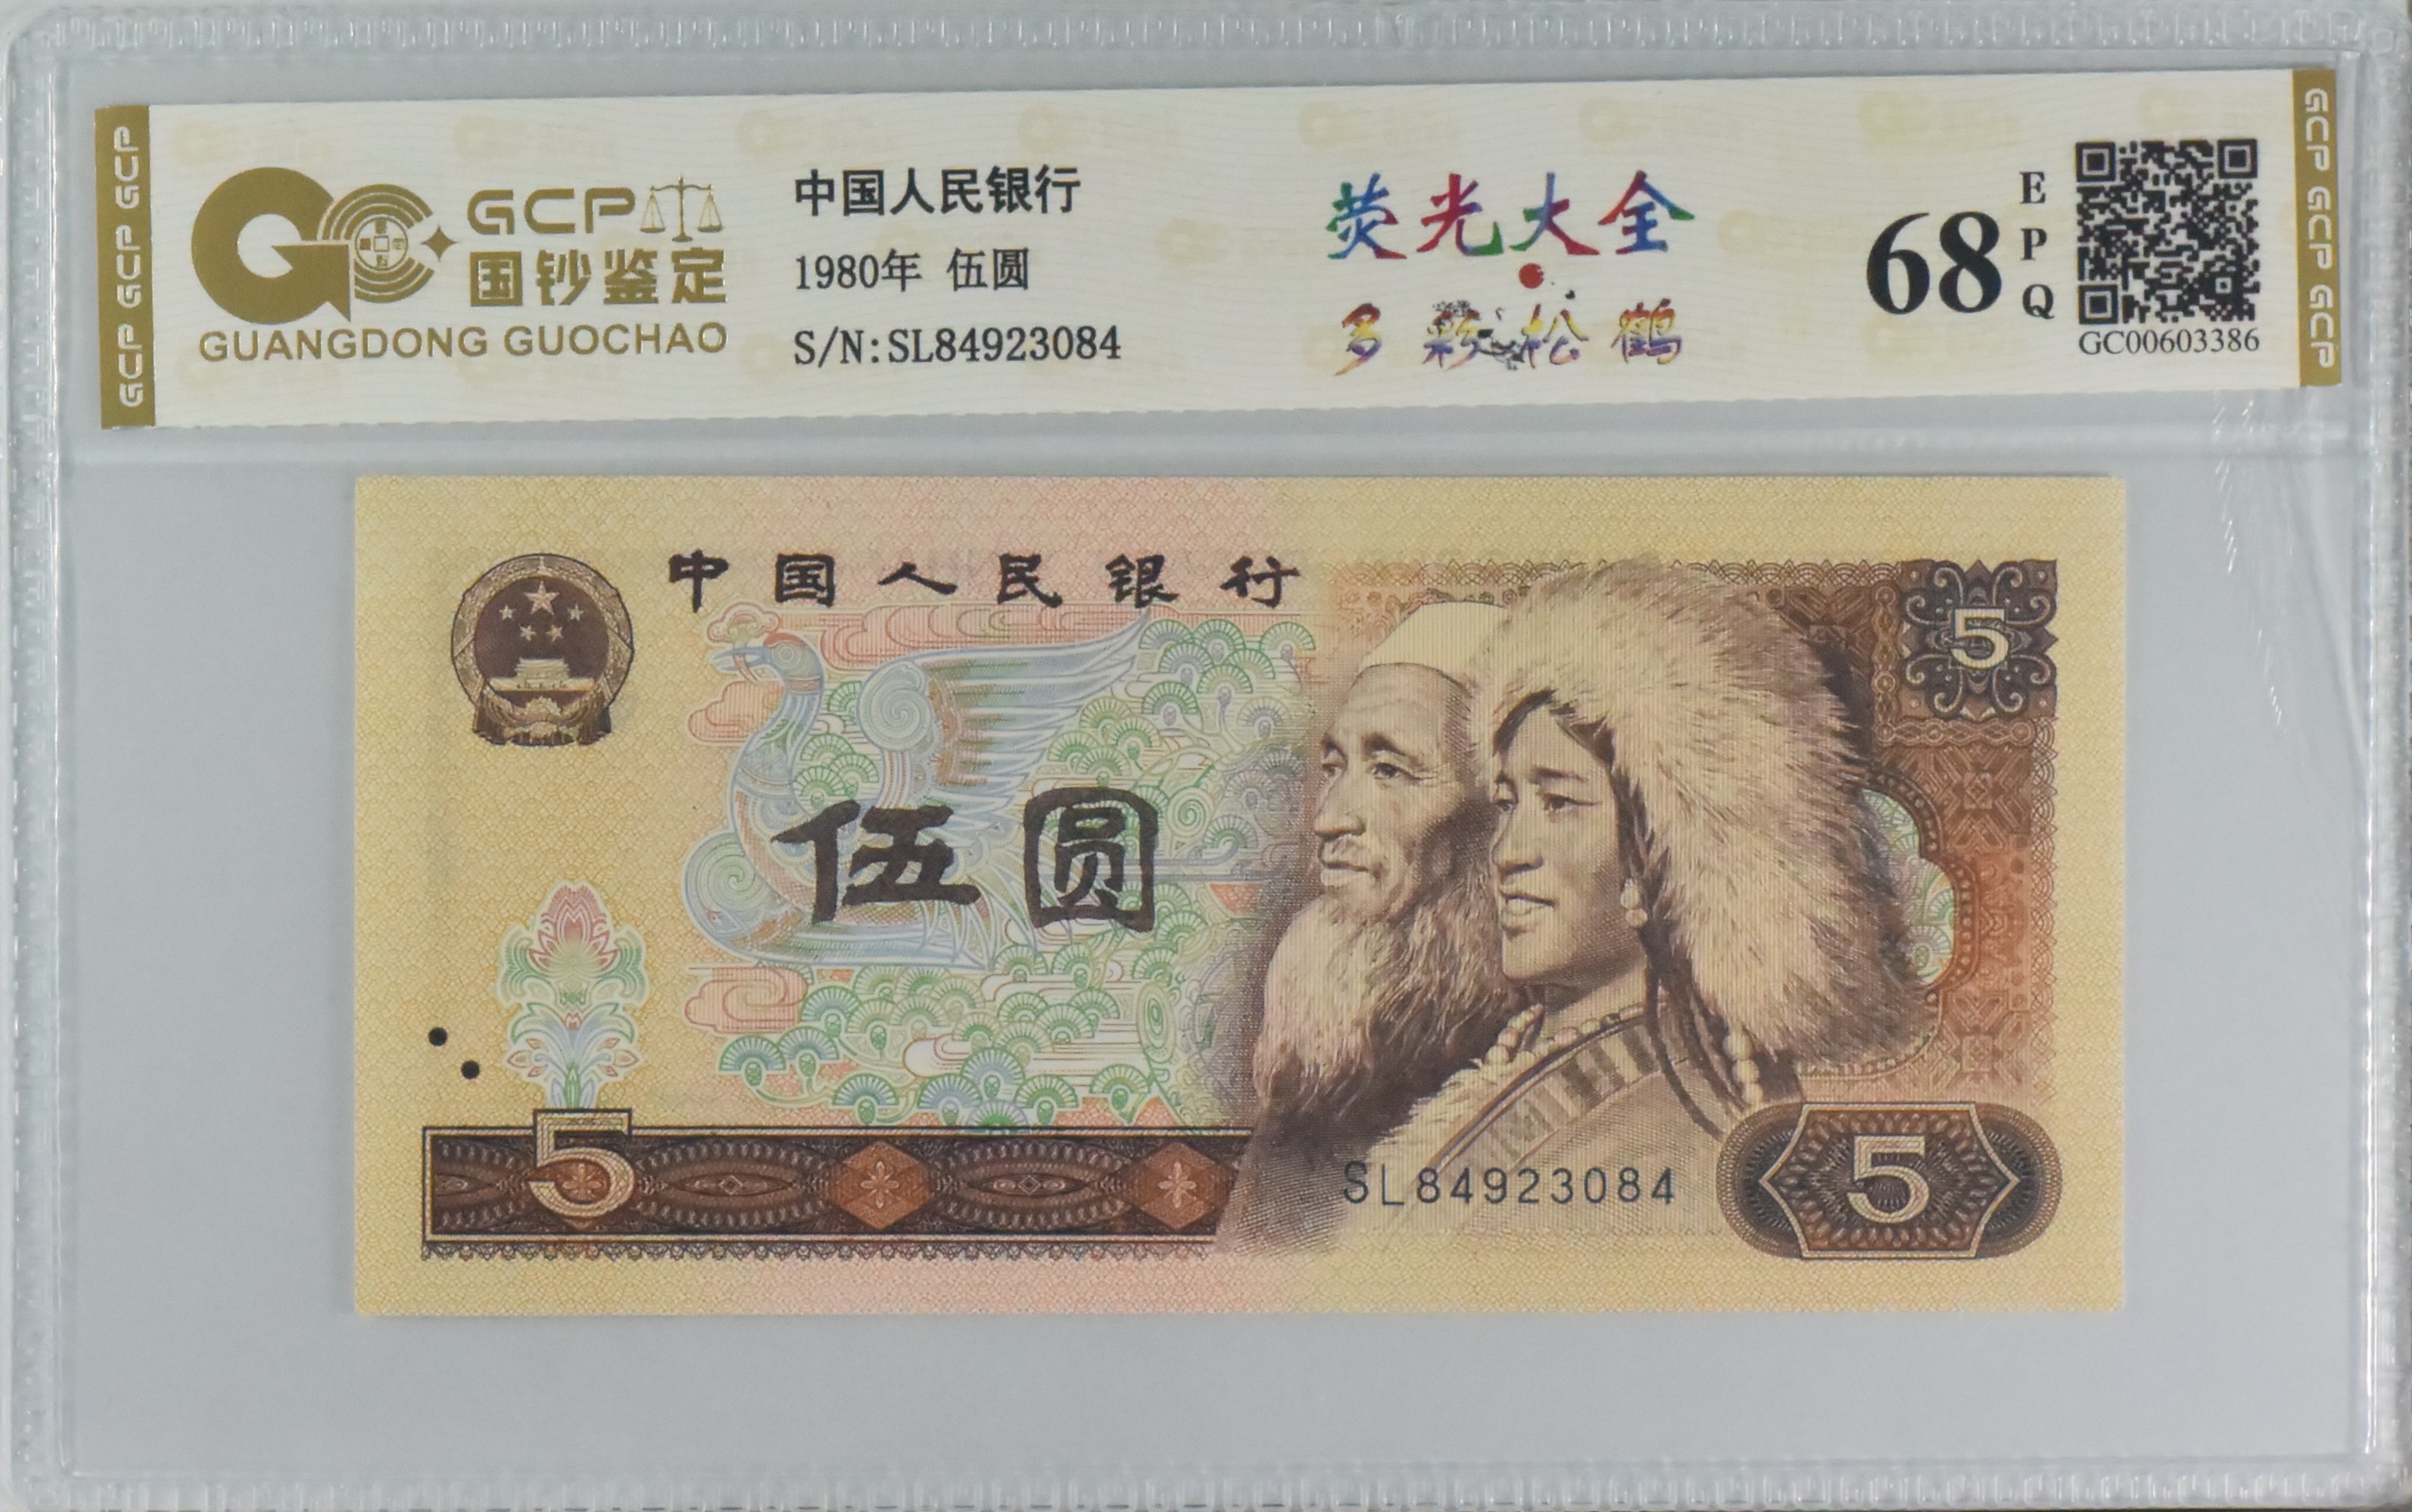 GCP GCP GCP
GCP
国钞鉴定
GUANGDONG GUOCHAO
中国人民银行
1980年 伍圆
S/N:SL84923084
荧光大全
多彩松鹤
68
E
P
Q
GC00603386
GCP GCP GCP
中国人民银行
5
伍圆
5
SL84923084
5